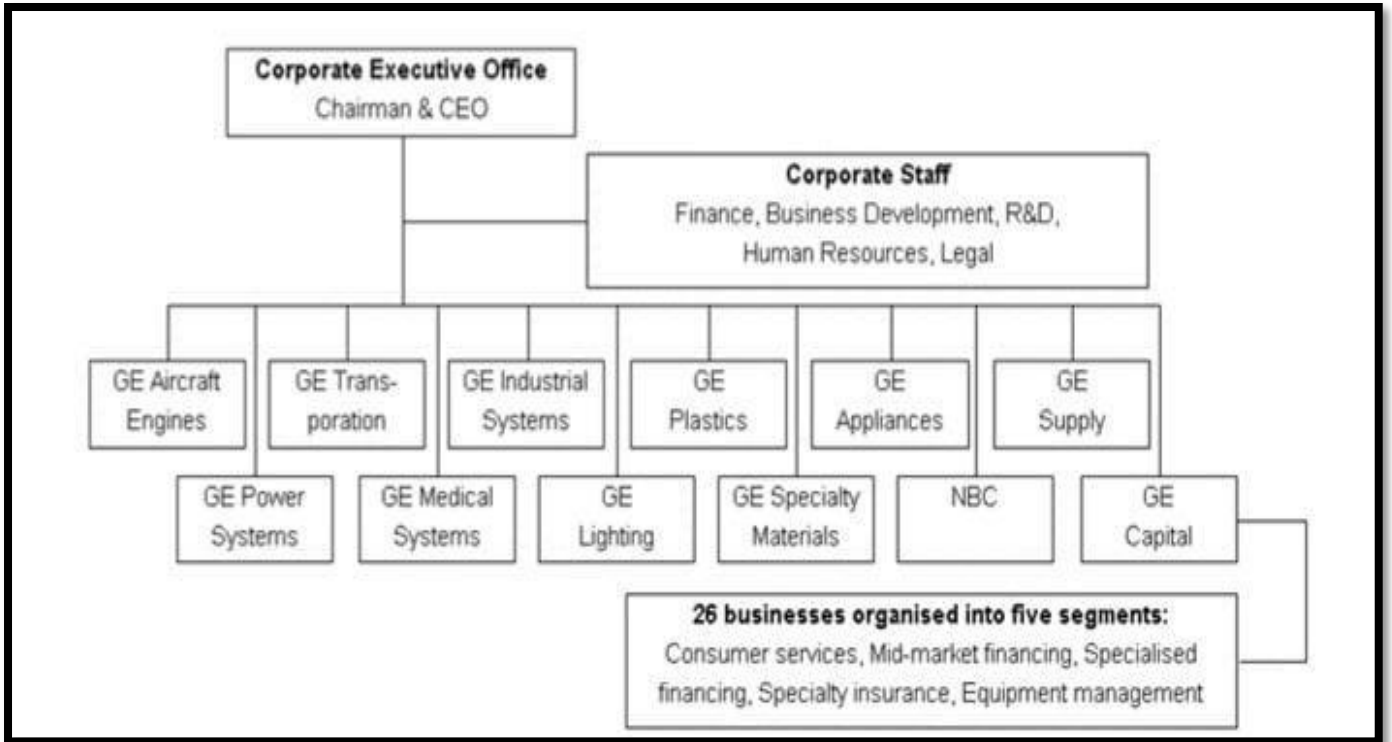 Corporate Executive Office
Chairman & CEO
Corporate Staff
Finance, Business Development, R&D,
Human Resources, Legal
GE Aircraft
Engines
GE Trans-
poration
GE Industrial
Systems
GE
Plastics
GE
Appliances
GE
Supply
GE Power
Systems
GE Medical
Systems
GE
Lighting
GE Specialty
Materials
NBC
GE
Capital
26 businesses organised into five segments:
Consumer services, Mid-market financing, Specialised
financing, Specialty insurance, Equipment management